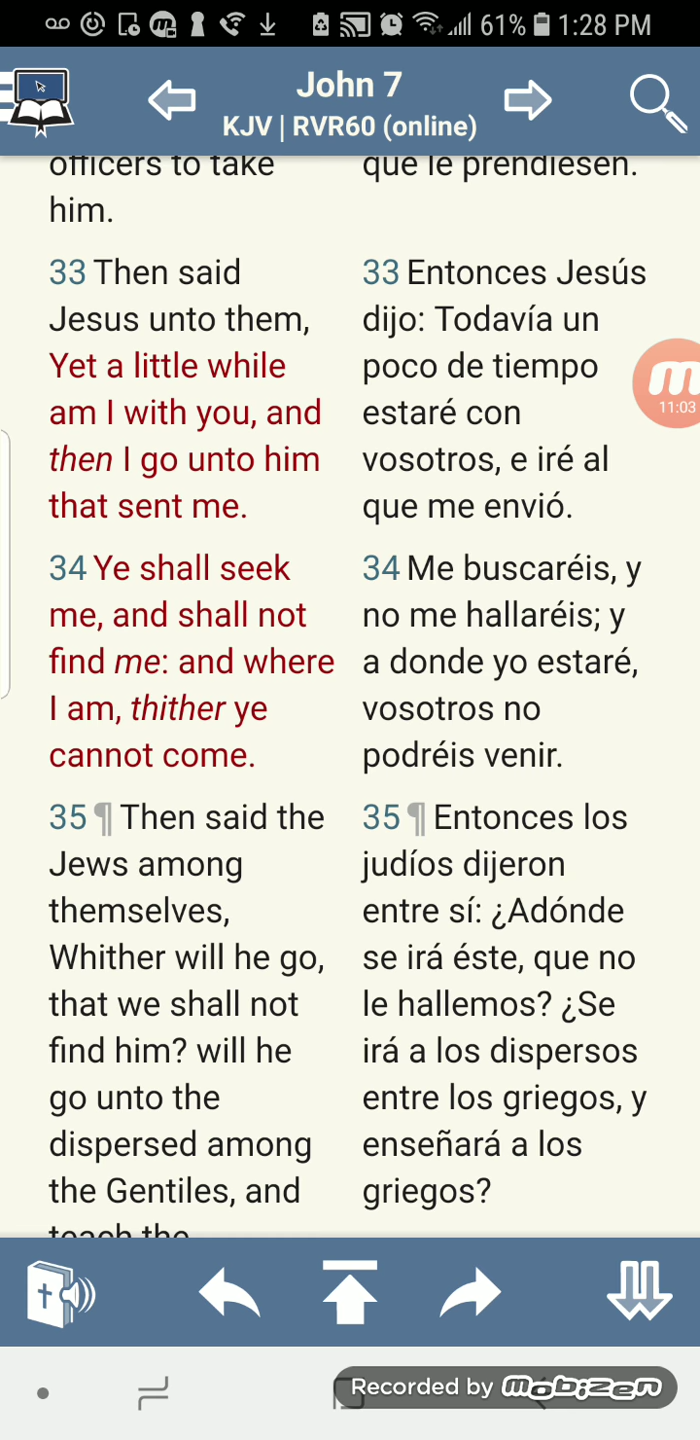 61% 1:28 PM
John 7
KJV | RVR60 (online)
officers to take
him.
33 Then said
Jesus unto them,
Yet a little while
am I with you, and
then I go unto him
that sent me.
34 Ye shall seek
me, and shall not
find me: and where
I am, thither ye
cannot come.
35 ¶ Then said the
Jews among
themselves,
Whither will he go,
that we shall not
find him? will he
go unto the
dispersed among
the Gentiles, and
teach the
que le prendiesen.
33 Entonces Jesús
dijo: Todavía un
poco de tiempo
estaré con
vosotros, e iré al
que me envió.
34 Me buscaréis, y
no me hallaréis; y
a donde yo estaré,
vosotros no
podréis venir.
35 ¶ Entonces los
judíos dijeron
entre sí: ¿Adónde
se irá éste, que no
le hallemos? ¿Se
irá a los dispersos
entre los griegos, y
enseñará a los
griegos?
m
11:03
Recorded by mobizen